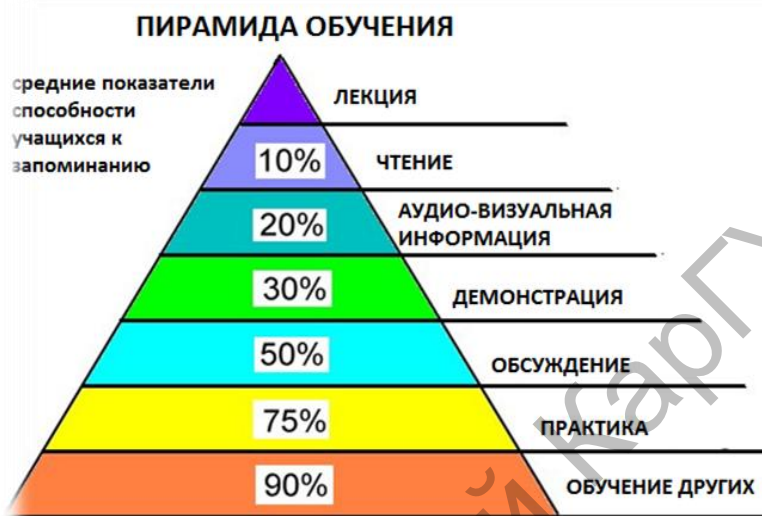 ПИРАМИДА ОБУЧЕНИЯ
средние показатели
способности
учащихся к
запоминанию
ЛЕКЦИЯ
10%
ЧТЕНИЕ
20%
АУДИО-ВИЗУАЛЬНАЯ
ИНФОРМАЦИЯ
30%
ДЕМОНСТРАЦИЯ
50%
ОБСУЖДЕНИЕ
75%
ПРАКТИКА
90%
ОБУЧЕНИЕ ДРУГИХ